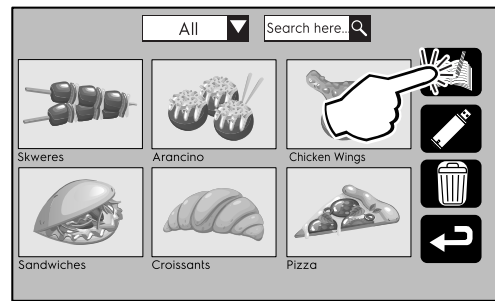 All
Search here...
Skweres
Arancino
Chicken Wings
Sandwiches
Croissants
Pizza